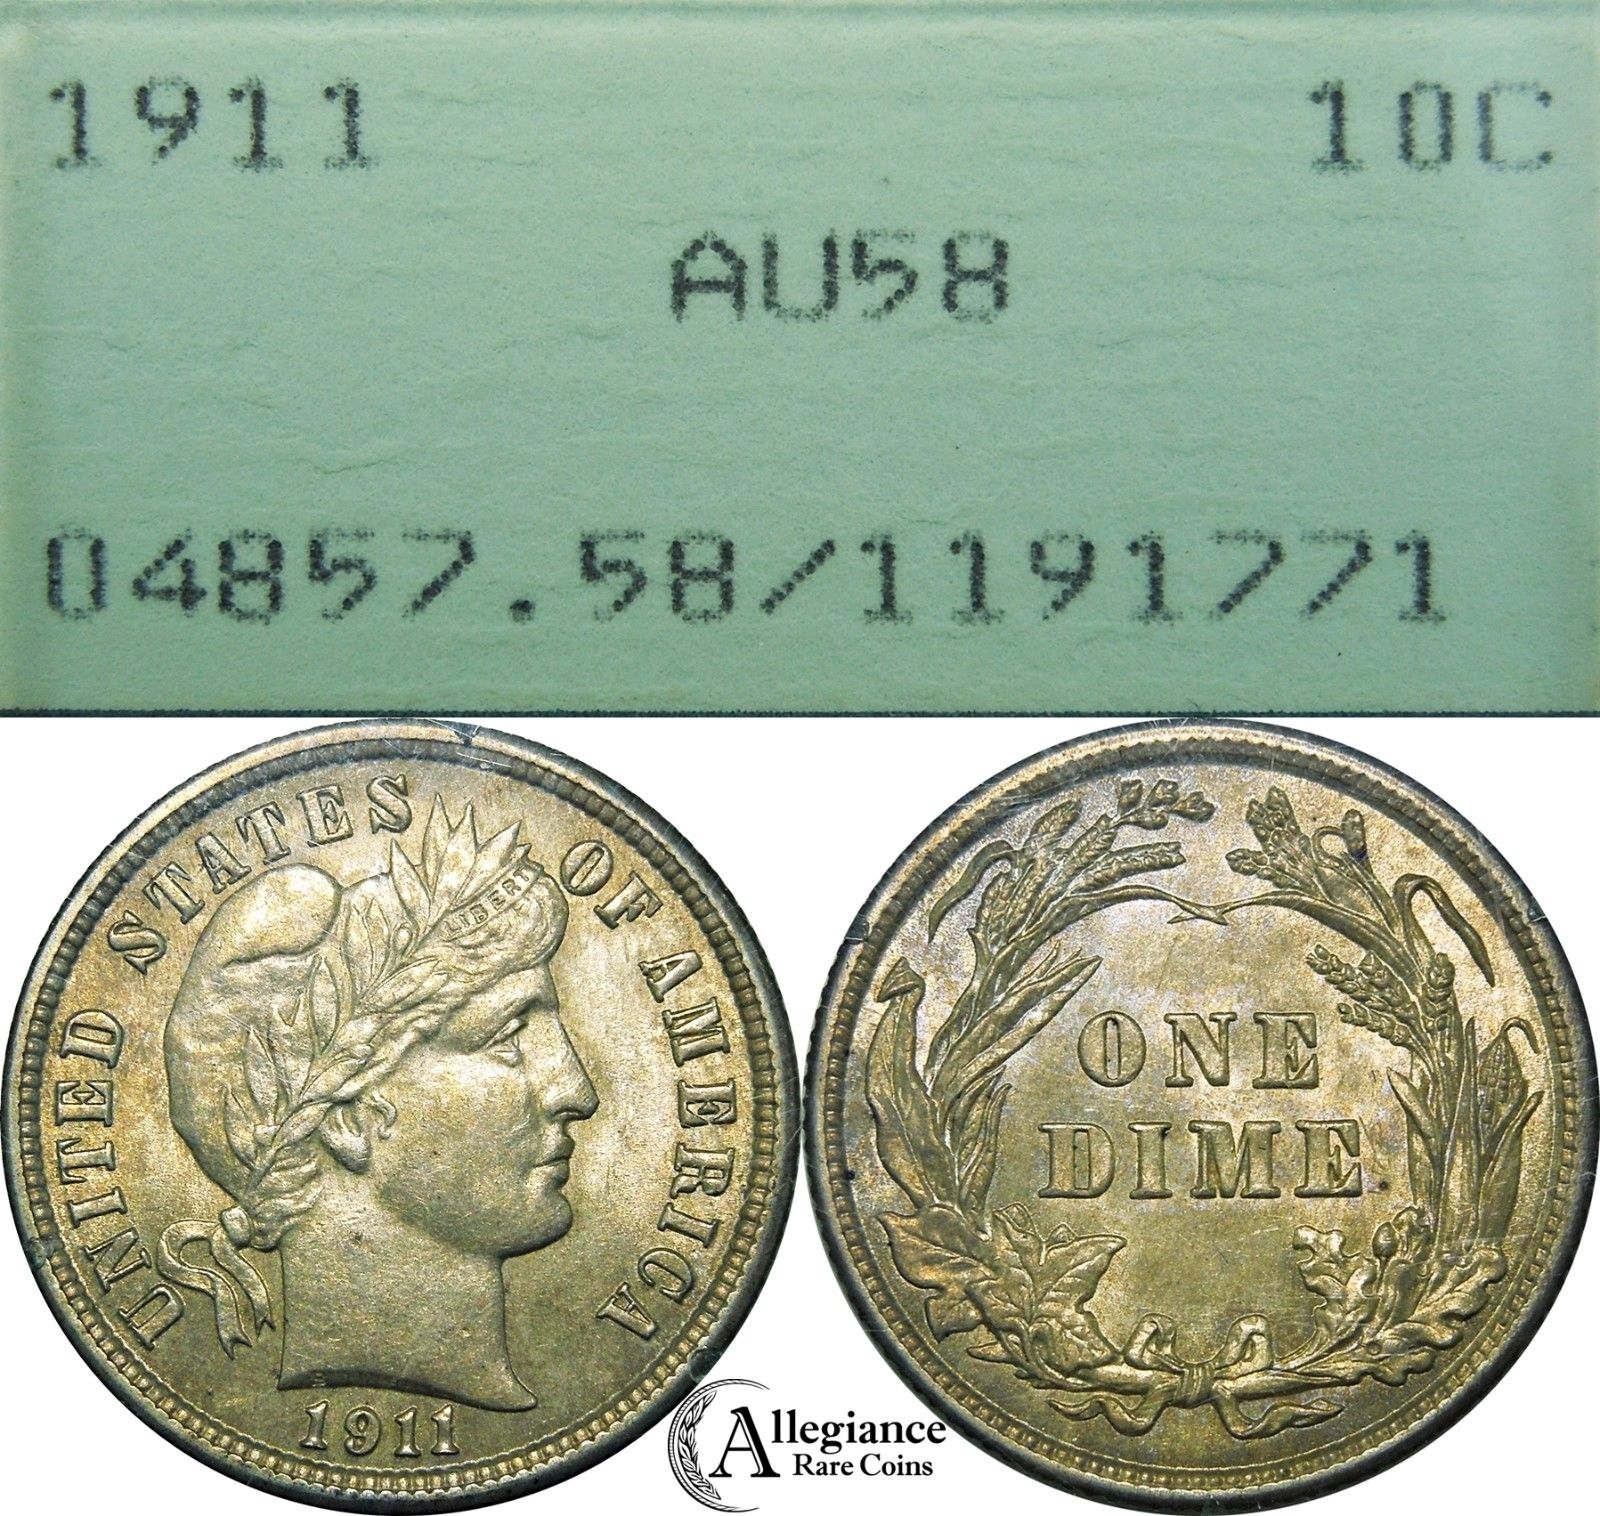 1911 10C
AU58
04857.58/1191771
UNITED STATES OF AMERICA
LIBERTY
1911
ONE
DIME
Allegiance
Rare Coins